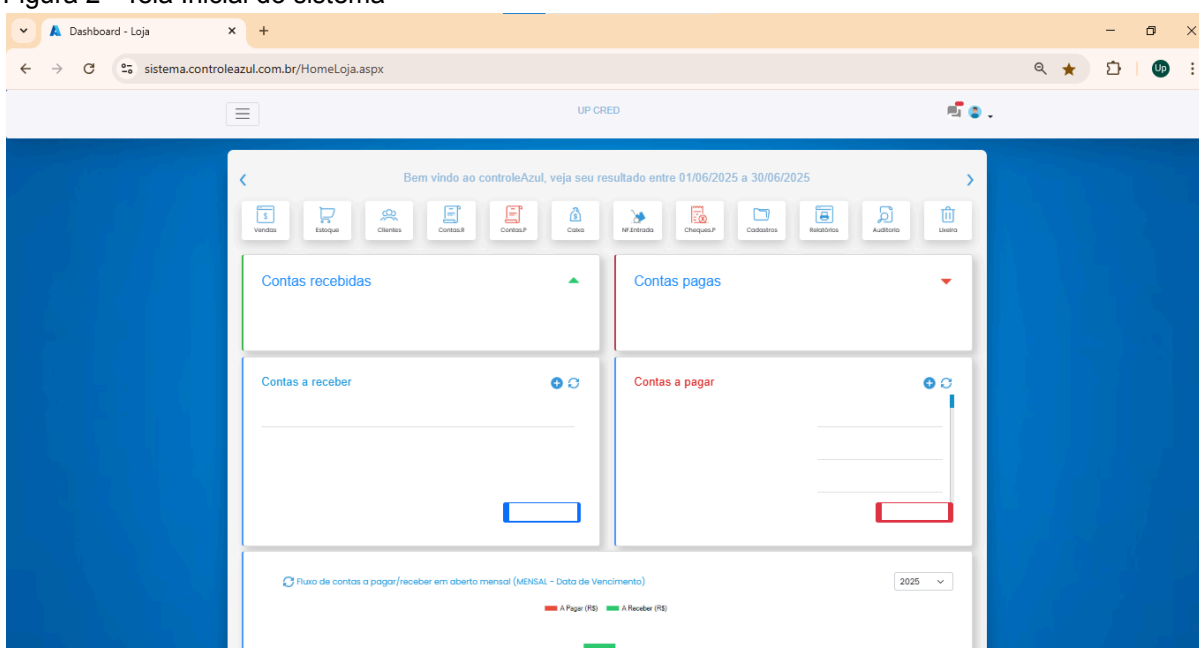 Figura 2 - Tela Inicial do sistema
Dashboard - Loja
sistema.controleazul.com.br/HomeLoja.aspx
Up
UP CRED
Bem vindo ao controleAzul, veja seu resultado entre 01/06/2025 a 30/06/2025
Vendas Estoque Clientes Contas.R Contas.P Caixa NF.Entrada Cheques.P Cadastros Relatórios Auditoria Lixeira
Contas recebidas
Contas pagas
Contas a receber
Contas a pagar
Fluxo de contas a pagar/receber em aberto mensal (MENSAL - Data de Vencimento)
2025
A Pagar (R$) A Receber (R$)